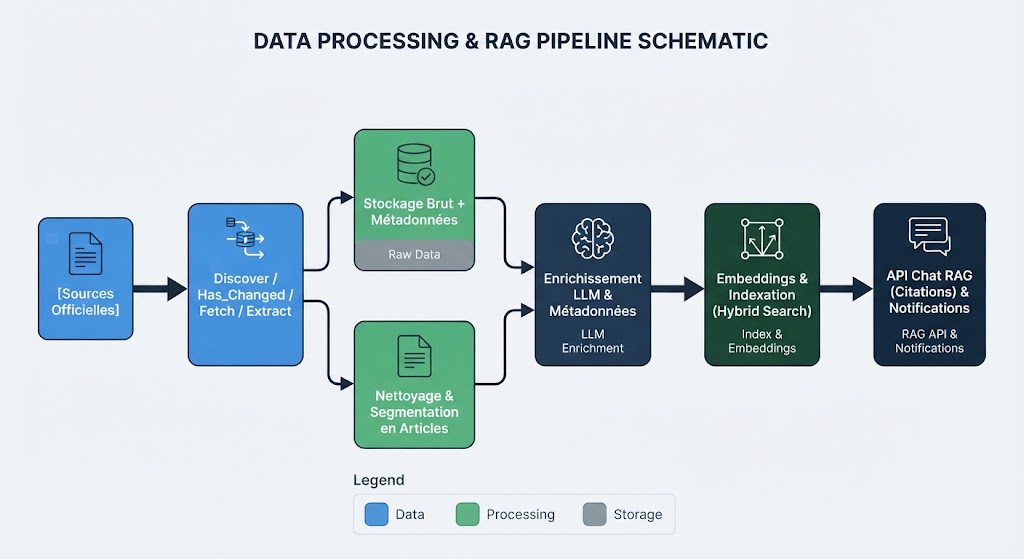 DATA PROCESSING & RAG PIPELINE SCHEMATIC
[Sources
Officielles]
Discover /
Has_Changed /
Fetch / Extract
Stockage Brut +
Métadonnées
Raw Data
Nettoyage &
Segmentation
en Articles
Enrichissement
LLM &
Métadonnées
LLM
Enrichment
Embeddings &
Indexation
(Hybrid Search)
Index &
Embeddings
API Chat RAG
(Citations) &
Notifications
RAG API &
Notifications
Legend
Data
Processing
Storage